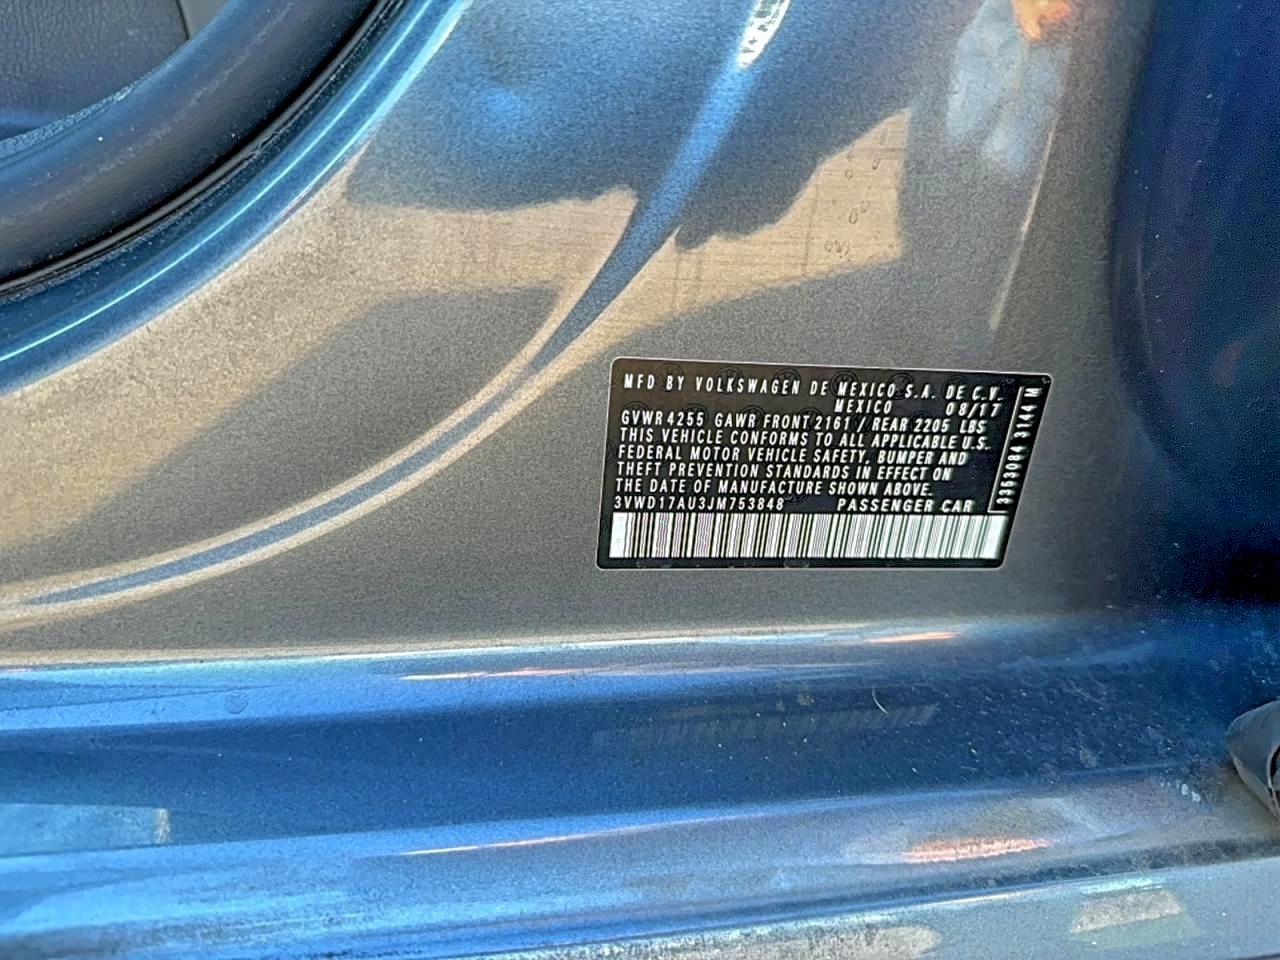 MFD BY VOLKSWAGEN DE MEXICO S.A. DE C.V.
MEXICO 08/17
GVWR 4255 GAWR FRONT 2161 / REAR 2205 LBS
THIS VEHICLE CONFORMS TO ALL APPLICABLE U.S.
FEDERAL MOTOR VEHICLE SAFETY, BUMPER AND
THEFT PREVENTION STANDARDS IN EFFECT ON
THE DATE OF MANUFACTURE SHOWN ABOVE.
3VWD17AU3JM753848 PASSENGER CAR
3353084 3144 M